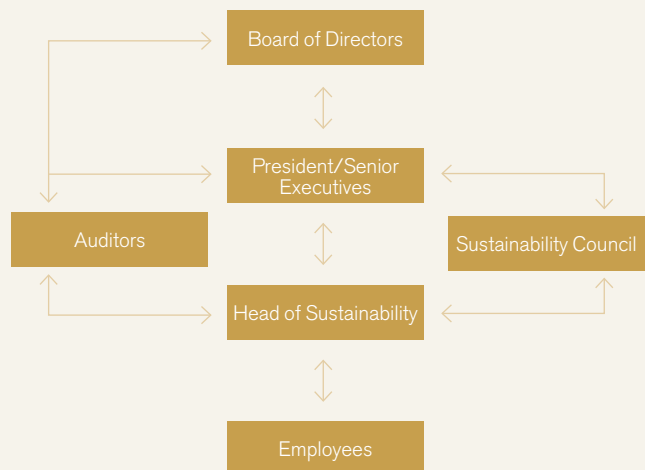 Board of Directors
President/Senior
Executives
Auditors
Sustainability Council
Head of Sustainability
Employees